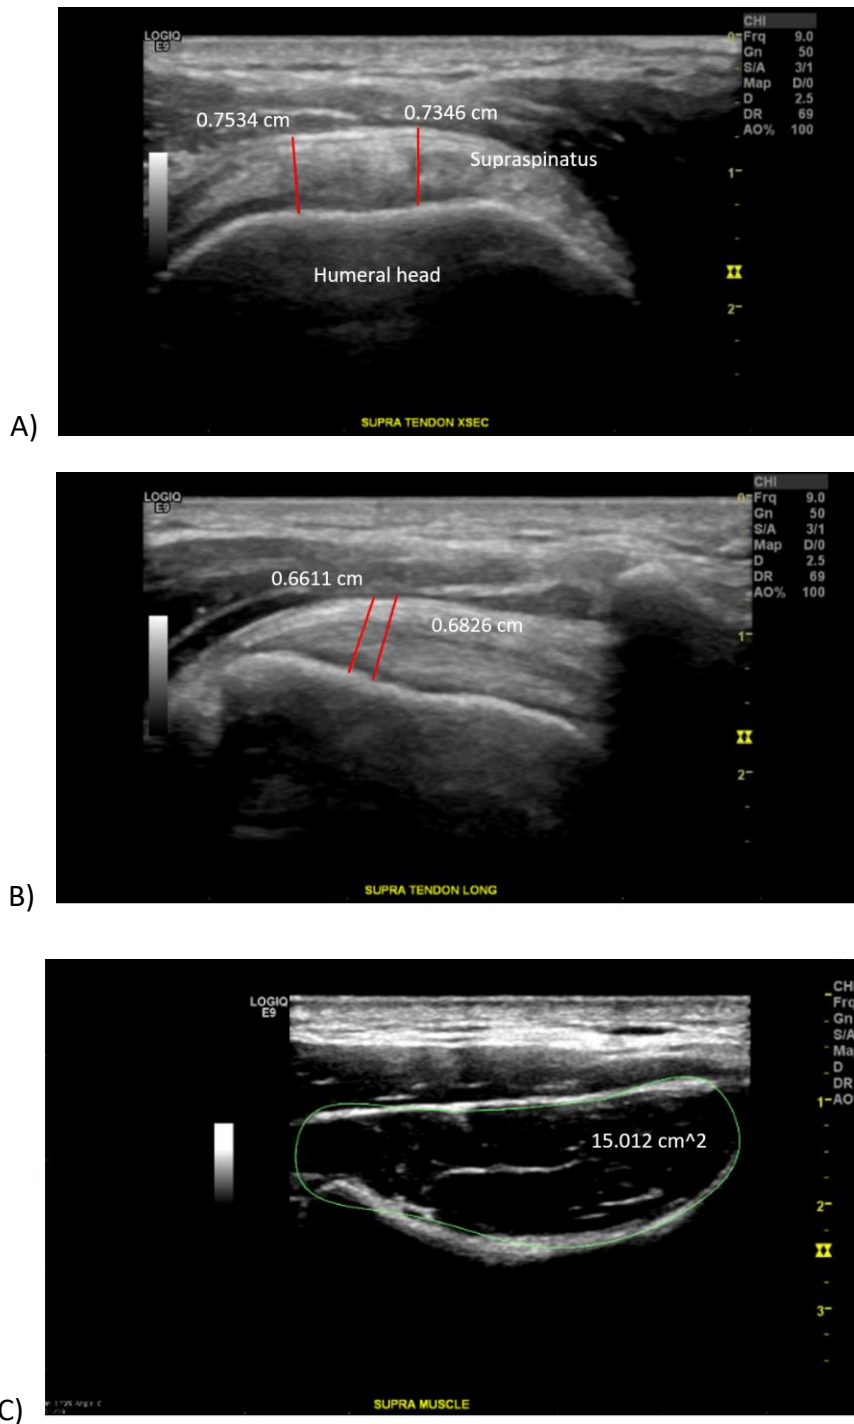 LOGIQ
E9
CHI
Frq 9.0
Gn 50
S/A 3/1
Map D/0
D 2.5
DR 69
AO% 100
0
1
2
0.7534 cm
0.7346 cm
Supraspinatus
Humeral head
SUPRA TENDON XSEC
A)
LOGIQ
E9
CHI
Frq 9.0
Gn 50
S/A 3/1
Map D/0
D 2.5
DR 69
AO% 100
0
1
2
0.6611 cm
0.6826 cm
SUPRA TENDON LONG
B)
LOGIQ
E9
CHI
Frq
Gn
S/A
Ma
D
DR
AO
1
2
3
15.012 cm^2
SUPRA MUSCLE
C)